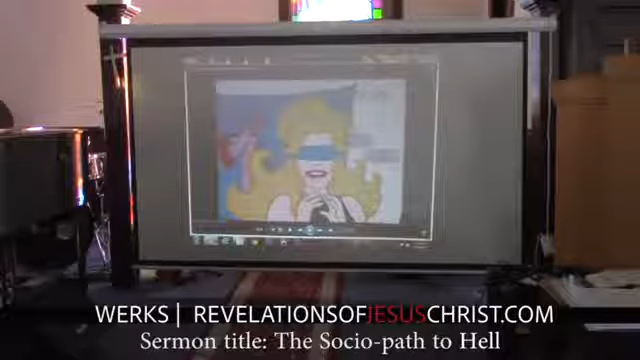 WERKS| REVELATIONSOFJESUSCHRIST.COM
Sermon title: The Socio-path to Hell